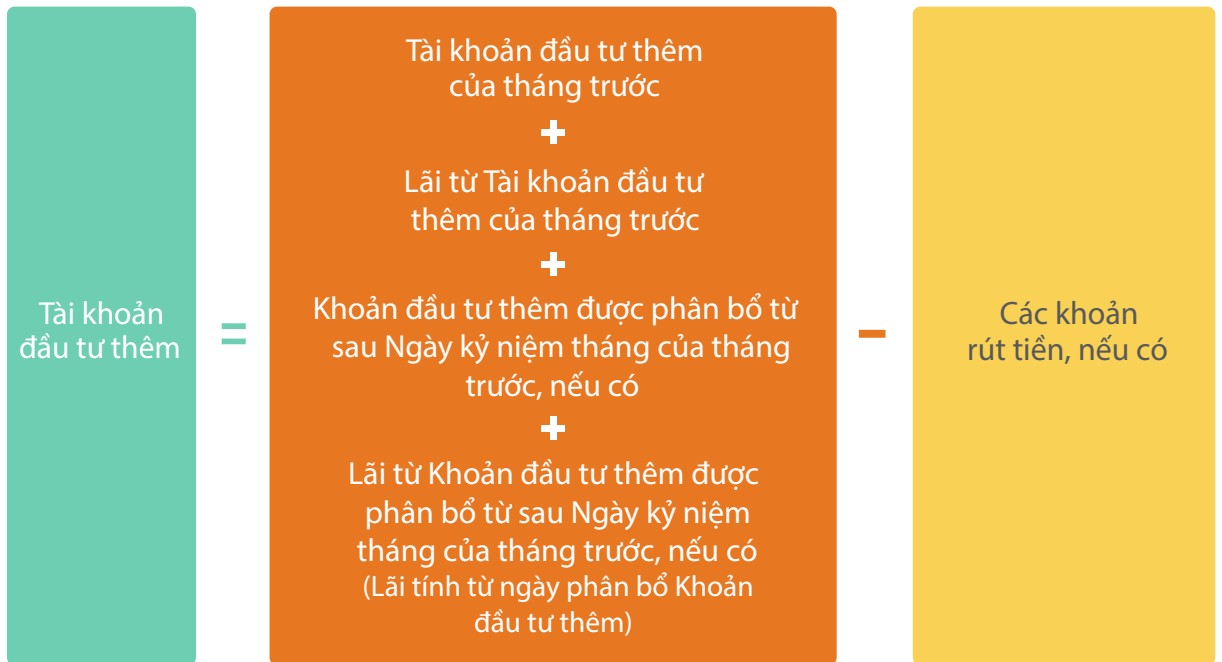 Tài khoản
đầu tư thêm
=
Tài khoản đầu tư thêm
của tháng trước
+
Lãi từ Tài khoản đầu tư
thêm của tháng trước
+
Khoản đầu tư thêm được phân bổ từ
sau Ngày kỷ niệm tháng của tháng
trước, nếu có
+
Lãi từ Khoản đầu tư thêm được
phân bổ từ sau Ngày kỷ niệm
tháng của tháng trước, nếu có
(Lãi tính từ ngày phân bổ Khoản
đầu tư thêm)
-
Các khoản
rút tiền, nếu có